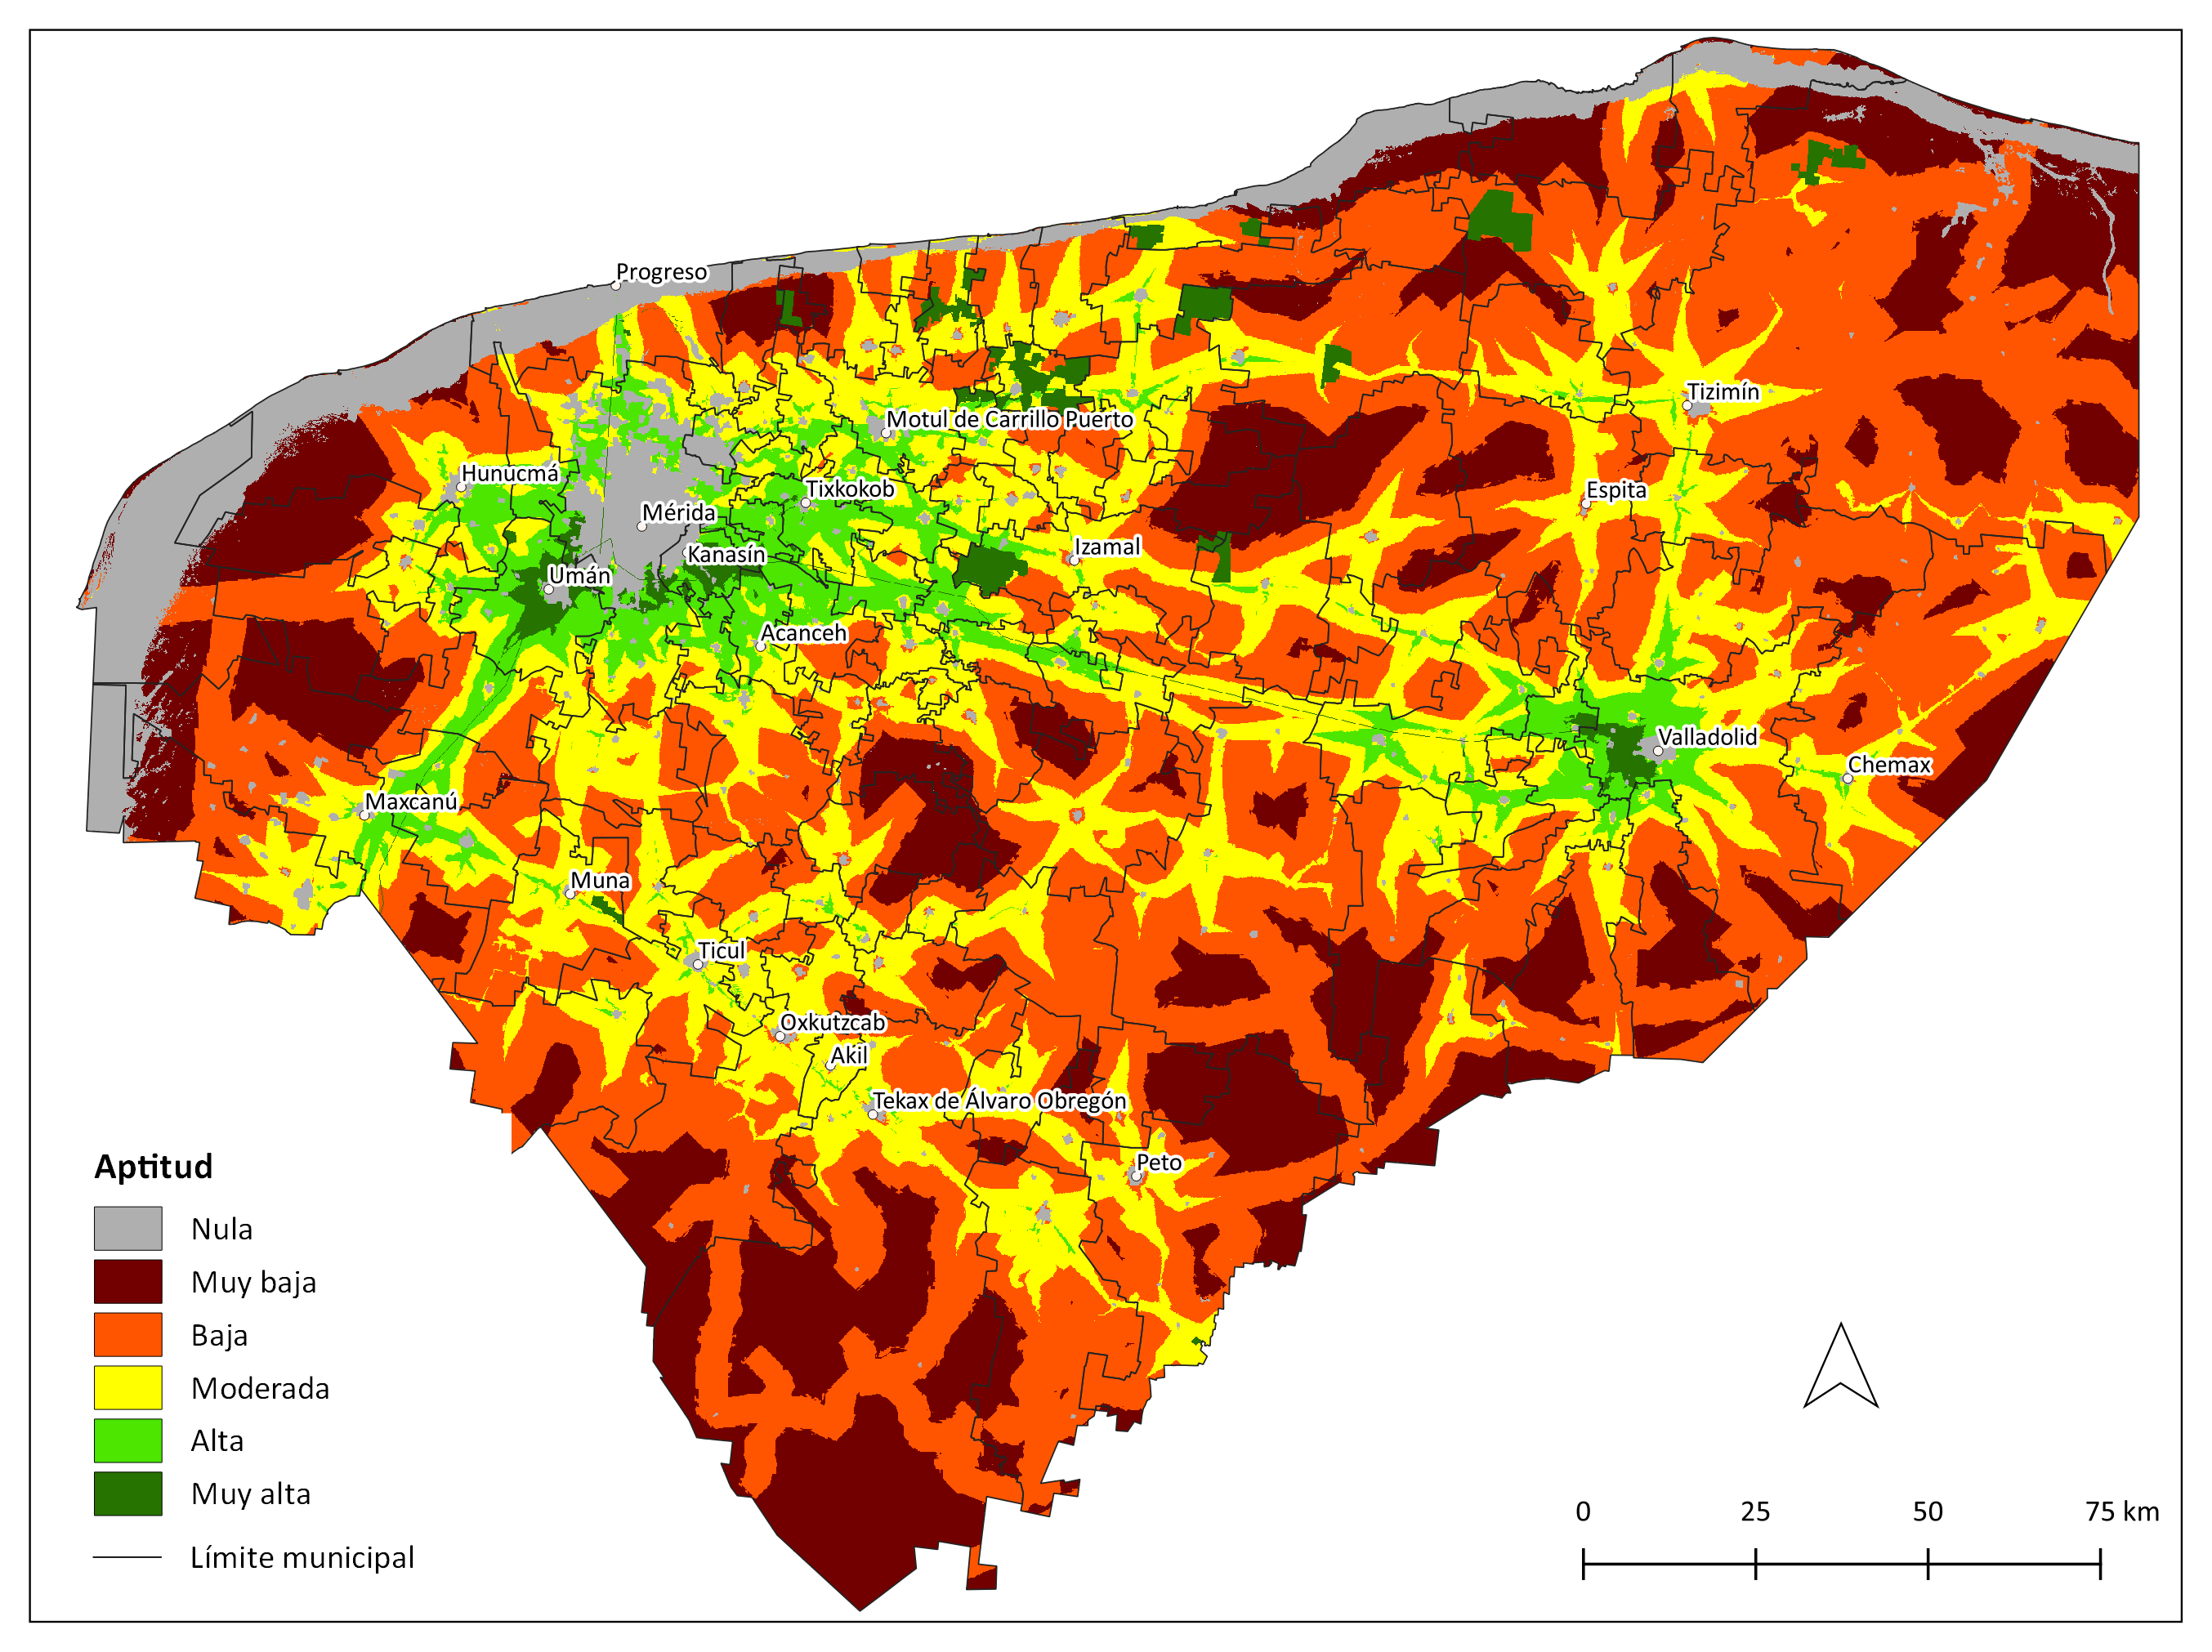 Progreso
Tizimín
Motul de Carrillo Puerto
Hunucmá
Tixkokob
Espita
Mérida
Kanasín
Izamal
Umán
Acanceh
Valladolid
Chemax
Maxcanú
Muna
Ticul
Oxkutzcab
Akil
Tekax de Álvaro Obregón
Peto
Aptitud
Nula
Muy baja
Baja
Moderada
Alta
Muy alta
Límite municipal
0 25 50 75 km